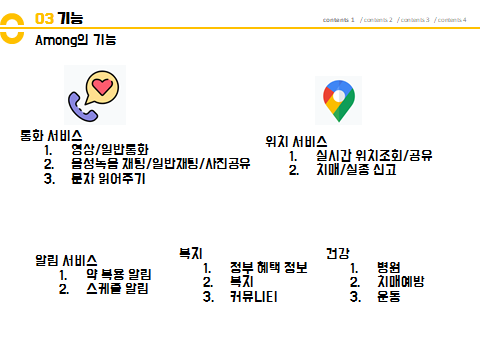 03 기능
contents 1 / contents 2 / contents 3 / contents 4
Among의 기능
통화 서비스
1. 영상/일반통화
2. 음성녹음 채팅/일반채팅/사진공유
3. 문자 읽어주기
위치 서비스
1. 실시간 위치조회/공유
2. 치매/실종 신고
알림 서비스
1. 약 복용 알림
2. 스케줄 알림
복지
1. 정부 혜택 정보
2. 복지
3. 커뮤니티
건강
1. 병원
2. 치매예방
3. 운동